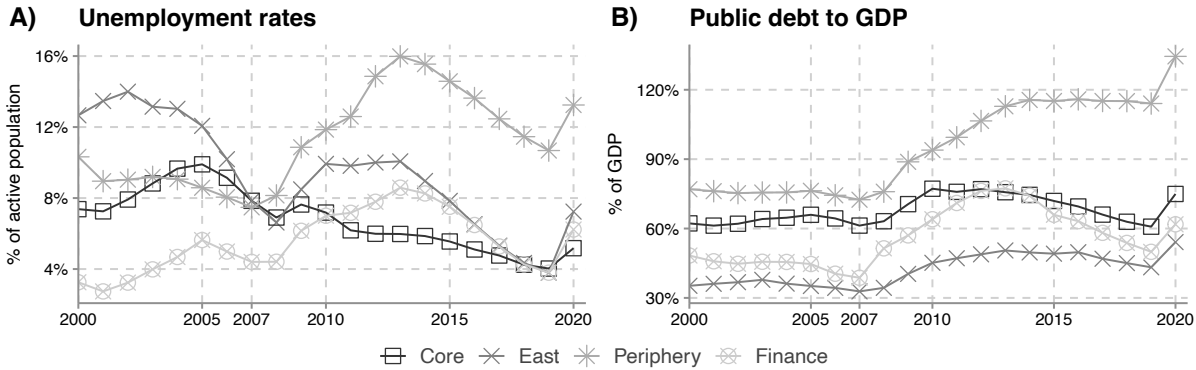 A) Unemployment rates
% of active population
16%
12%
8%
4%
2000 2005 2007 2010 2015 2020
B) Public debt to GDP
% of GDP
120%
90%
60%
30%
2000 2005 2007 2010 2015 2020
Core East Periphery Finance